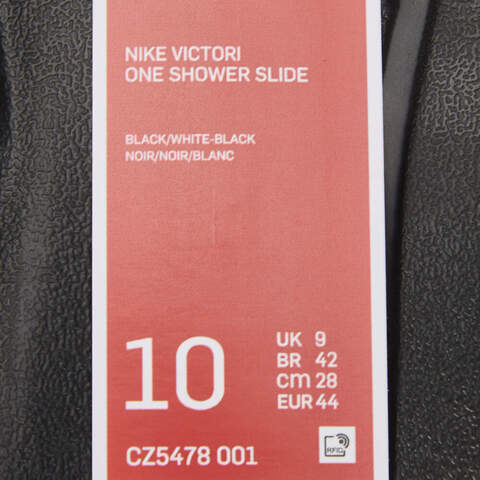 NIKE VICTORI
ONE SHOWER SLIDE
BLACK/WHITE-BLACK
NOIR/NOIR/BLANC
10
UK 9
BR 42
cm 28
EUR 44
CZ5478 001
RFID